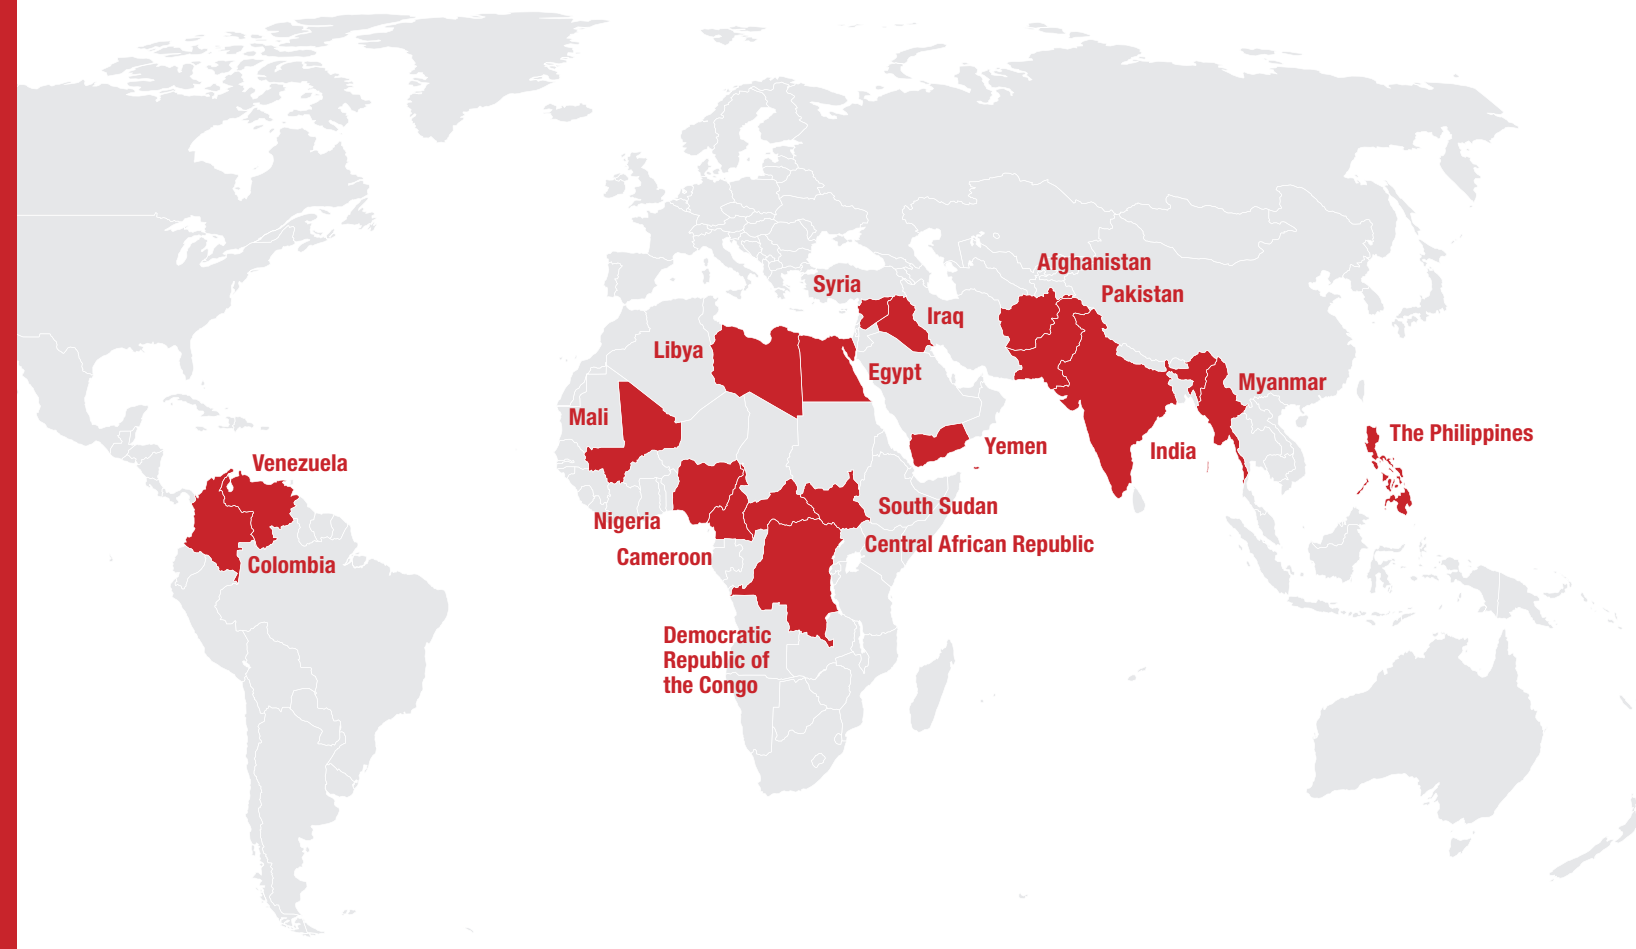 Afghanistan
Syria
Pakistan
Iraq
Libya
Egypt
Myanmar
Mali
The Philippines
Yemen
India
Venezuela
South Sudan
Nigeria
Central African Republic
Cameroon
Colombia
Democratic
Republic of
the Congo